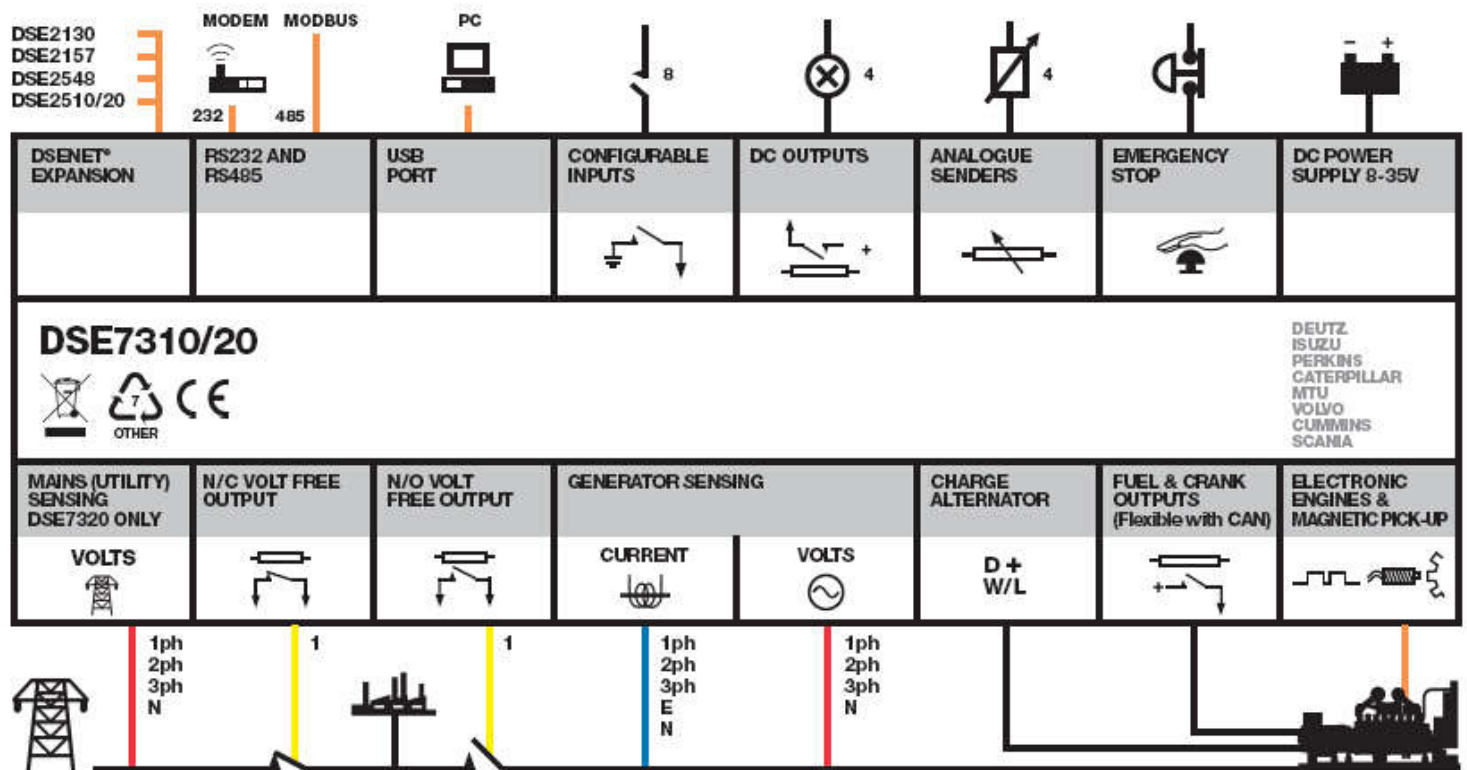 DSE2130
DSE2157
DSE2548
DSE2510/20
MODEM
MODBUS
PC
232
485
8
4
4
- +
DSENET®
EXPANSION
RS232 AND
RS485
USB
PORT
CONFIGURABLE
INPUTS
DC OUTPUTS
ANALOGUE
SENDERS
EMERGENCY
STOP
DC POWER
SUPPLY 8-35V
+
DSE7310/20
7
OTHER
CE
DEUTZ
ISUZU
PERKINS
CATERPILLAR
MTU
VOLVO
CUMMINS
SCANIA
MAINS (UTILITY)
SENSING
DSE7320 ONLY
VOLTS
N/C VOLT FREE
OUTPUT
N/O VOLT
FREE OUTPUT
GENERATOR SENSING
CURRENT
VOLTS
CHARGE
ALTERNATOR
D+
W/L
FUEL & CRANK
OUTPUTS
(Flexible with CAN)
+
ELECTRONIC
ENGINES &
MAGNETIC PICK-UP
1ph
2ph
3ph
N
1
1
1ph
2ph
3ph
E
N
1ph
2ph
3ph
N